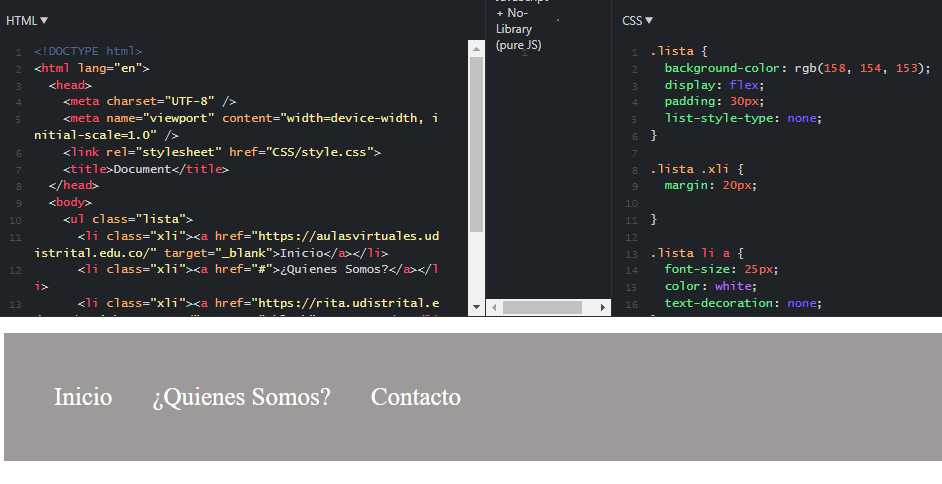 HTML ▼
1 <!DOCTYPE html>
2 <html lang="en">
3 <head>
4 <meta charset="UTF-8" />
5 <meta name="viewport" content="width=device-width, i
nitial-scale=1.0" />
6 <link rel="stylesheet" href="CSS/style.css">
7 <title>Document</title>
8 </head>
9 <body>
10 <ul class="lista">
11 <li class="xli"><a href="https://aulasvirtuales.ud
istrital.edu.co/" target="_blank">Inicio</a></li>
12 <li class="xli"><a href="#">¿Quienes Somos?</a></l
i>
13 <li class="xli"><a href="https://rita.udistrital.e
+ No-
Library
(pure JS)
1
CSS ▼
1 .lista {
2 background-color: rgb(158, 154, 153);
3 display: flex;
4 padding: 30px;
5 list-style-type: none;
6 }
7
8 .lista .xli {
9 margin: 20px;
10
11 }
12
13 .lista li a {
14 font-size: 25px;
15 color: white;
16 text-decoration: none;
Inicio ¿Quienes Somos? Contacto